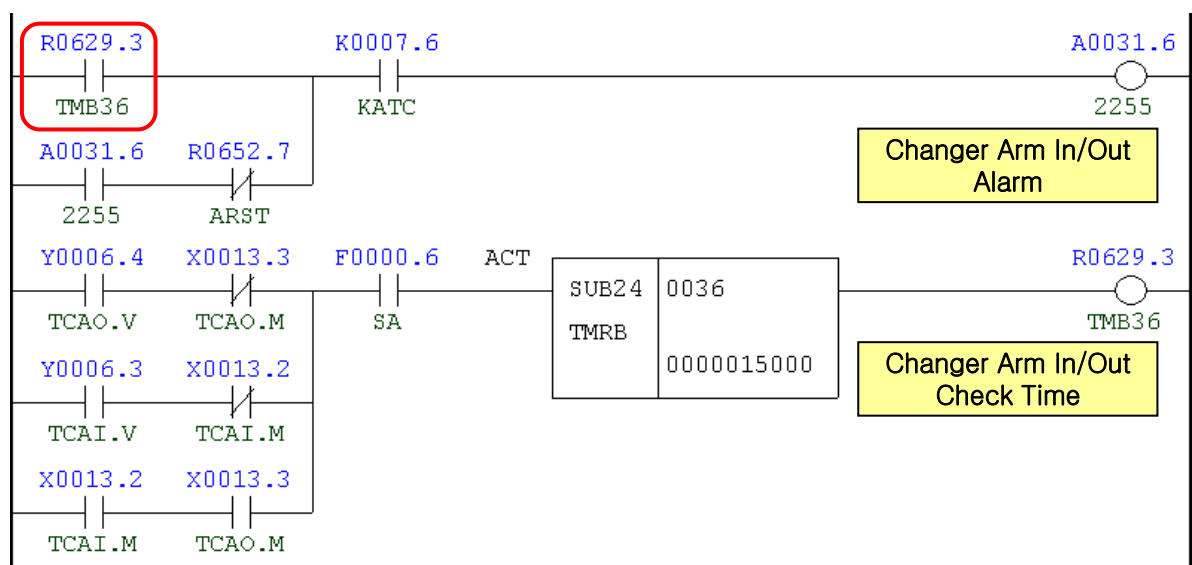 R0629.3 K0007.6 A0031.6
TMB36 KATC 2255
A0031.6 R0652.7
2255 ARST
Changer Arm In/Out
Alarm
Y0006.4 X0013.3 F0000.6 ACT R0629.3
SUB24 0036
TCAO.V TCAO.M SA TMRB TMB36
Y0006.3 X0013.2 0000015000
TCAI.V TCAI.M
Changer Arm In/Out
Check Time
X0013.2 X0013.3
TCAI.M TCAO.M